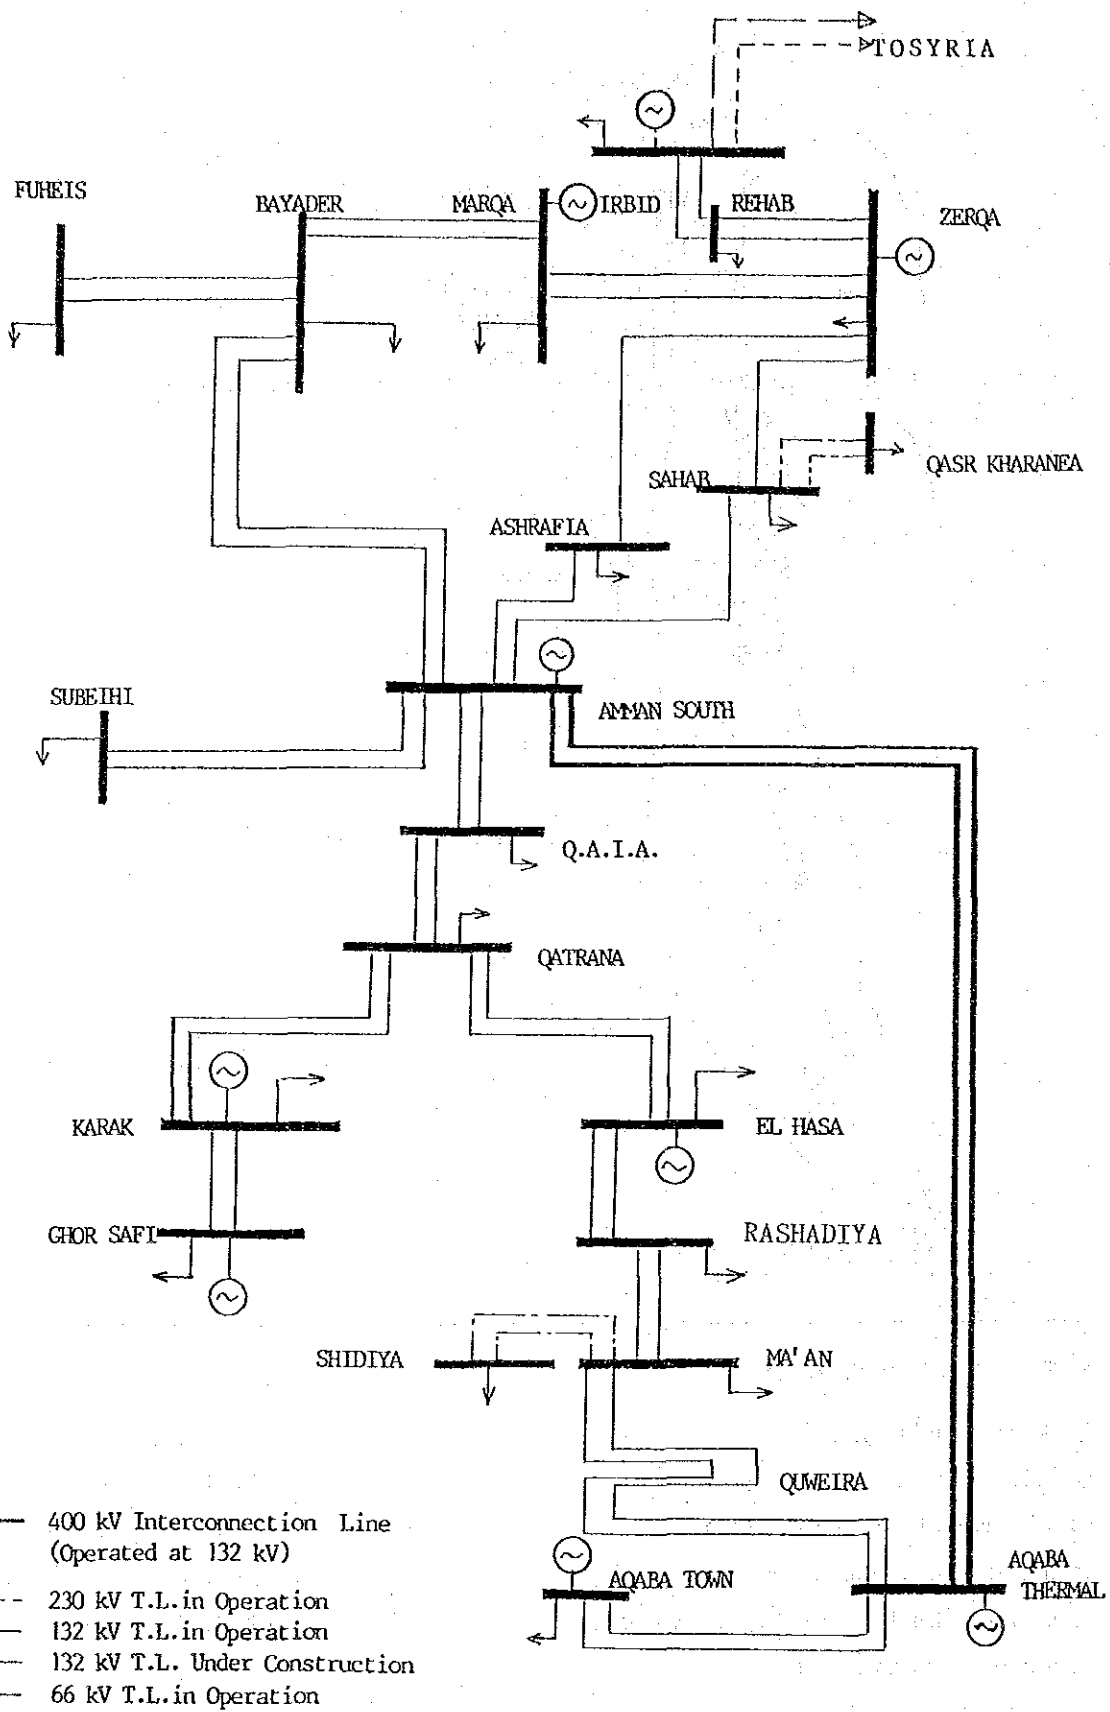 TOSYRIA
FUHEIS
BAYADER
MARQA
IRBID
REHAB
ZERQA
QASR KHARANEA
SAHAB
ASHRAFIA
SUBEIHI
AMMAN SOUTH
Q.A.I.A.
QATRANA
KARAK
EL HASA
GHOR SAFI
RASHADIYA
SHIDIYA
MA'AN
QUWEIRA
400 kV Interconnection Line
(Operated at 132 kV)
230 kV T.L.in Operation
132 kV T.L.in Operation
132 kV T.L. Under Construction
66 kV T.L.in Operation
AQABA TOWN
AQABA
THERMAL